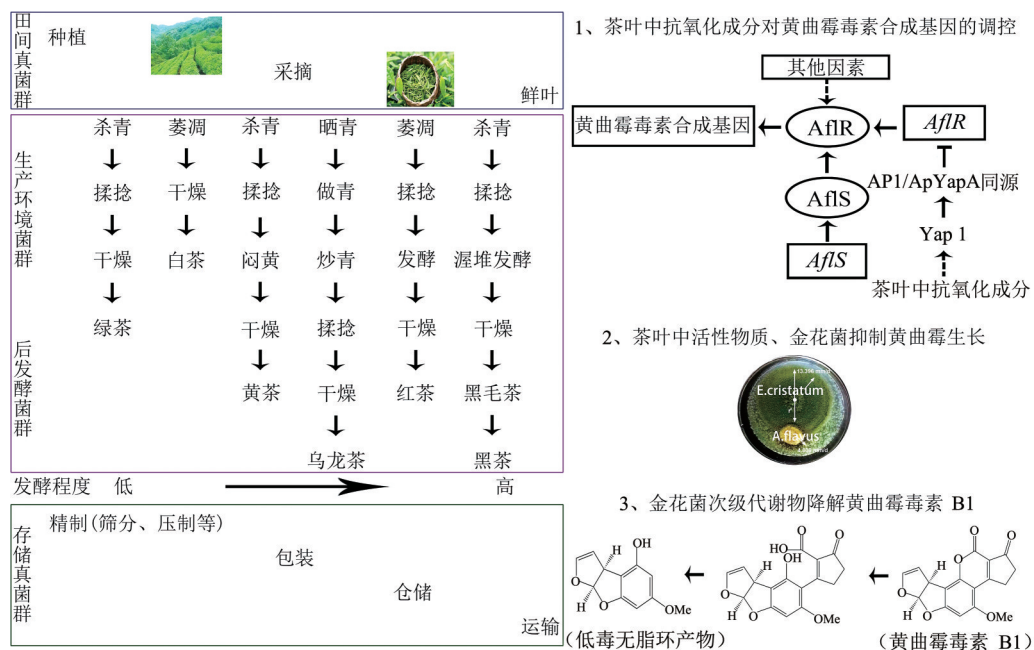 田间真菌群
种植
采摘
鲜叶
生产环境菌群
后发酵菌群
杀青 萎凋 杀青 晒青 萎凋 杀青
揉捻 干燥 揉捻 做青 揉捻 揉捻
干燥 白茶 闷黄 炒青 发酵 渥堆发酵
绿茶 干燥 揉捻 干燥 干燥
黄茶 干燥 红茶 黑毛茶
乌龙茶 黑茶
发酵程度 低 高
存储真菌群
精制(筛分、压制等)
包装
仓储
运输
1、茶叶中抗氧化成分对黄曲霉毒素合成基因的调控
其他因素
黄曲霉毒素合成基因 AflR AflR
AP1/ApYapA同源
AflS
Yap 1
AflS
茶叶中抗氧化成分
2、茶叶中活性物质、金花菌抑制黄曲霉生长
E.cristatum
A.flavus
3、金花菌次级代谢物降解黄曲霉毒素 B1
OH
H
O
H
O
OMe
O
HO
O
OH
H
O
H
O
OMe
O
O
O
H
O
H
O
OMe
(低毒无脂环产物)
(黄曲霉毒素 B1)